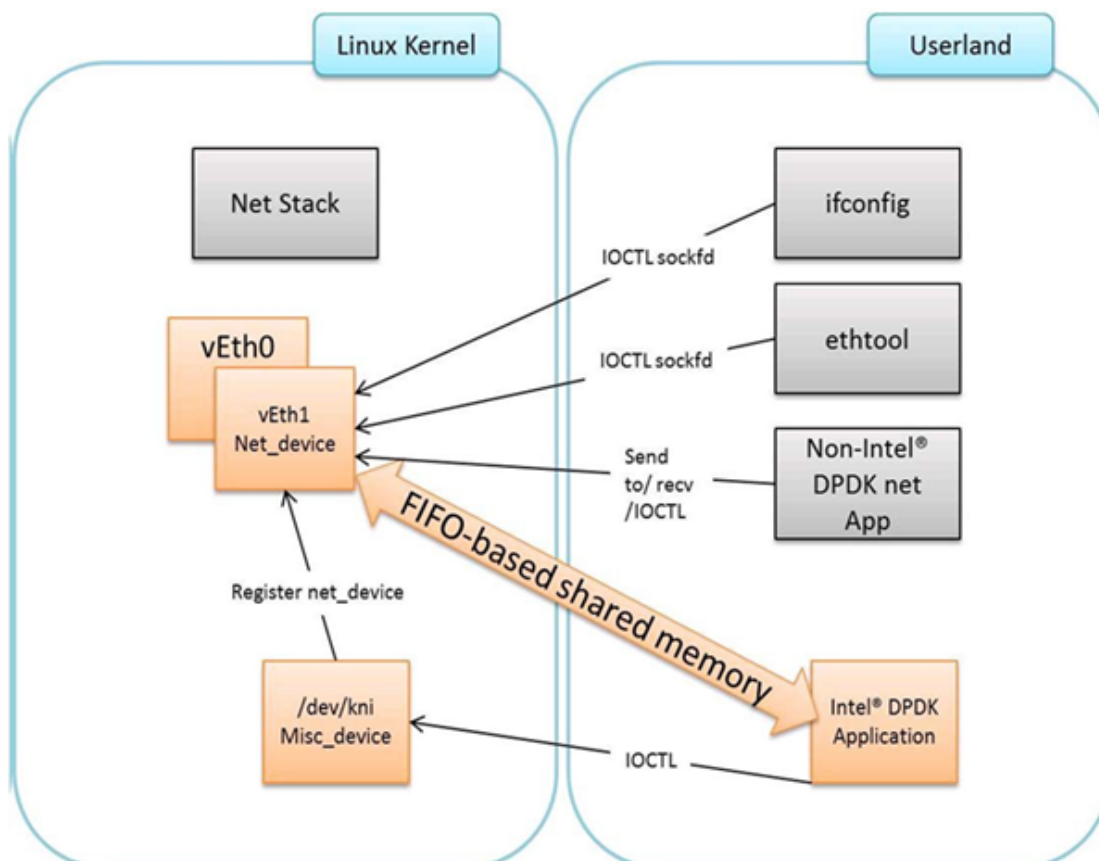 Linux Kernel
Userland
Net Stack
ifconfig
IOCTL sockfd
vEth0
ethtool
IOCTL sockfd
vEth1
Net_device
Non-Intel®
DPDK net
App
Send
to/ recv
/IOCTL
FIFO-based shared memory
Register net_device
/dev/kni
Misc_device
Intel® DPDK
Application
IOCTL